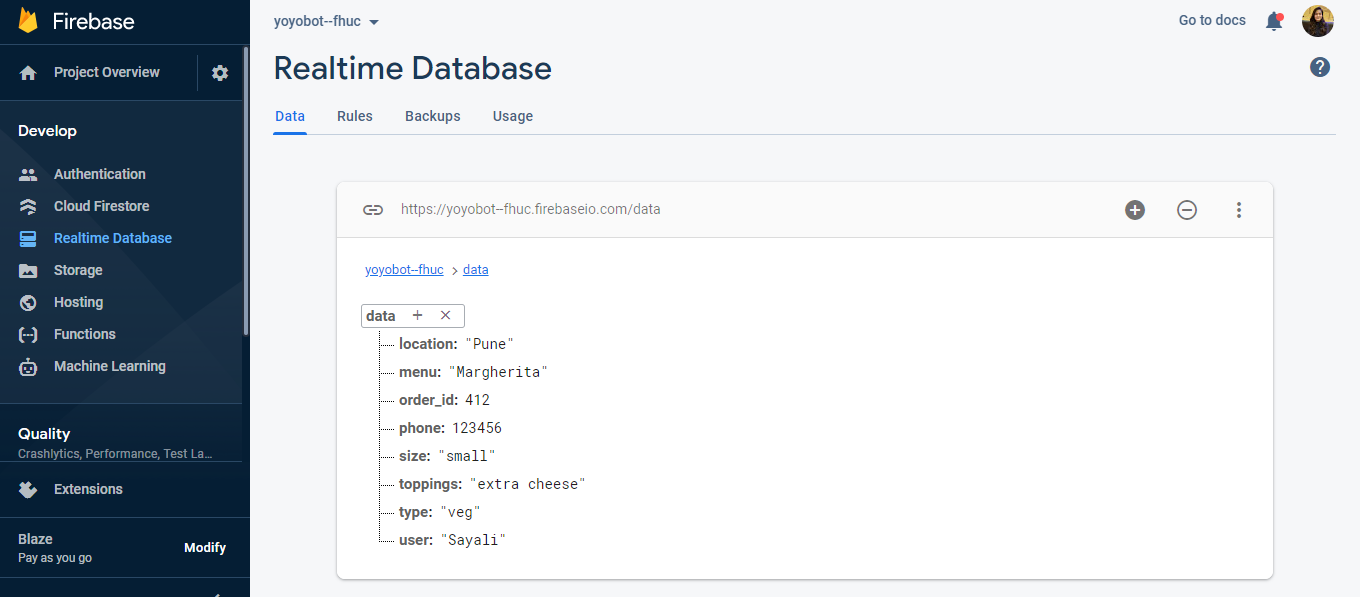 Firebase
Project Overview
Develop
Authentication
Cloud Firestore
Realtime Database
Storage
Hosting
Functions
Machine Learning
Quality
Crashlytics, Performance, Test La...
Extensions
Blaze
Pay as you go
Modify
yoyobot--fhuc
Go to docs
Realtime Database
?
Data Rules Backups Usage
https://yoyobot--fhuc.firebaseio.com/data
yoyobot--fhuc > data
data + ×
location: "Pune"
menu: "Margherita"
order_id: 412
phone: 123456
size: "small"
toppings: "extra cheese"
type: "veg"
user: "Sayali"